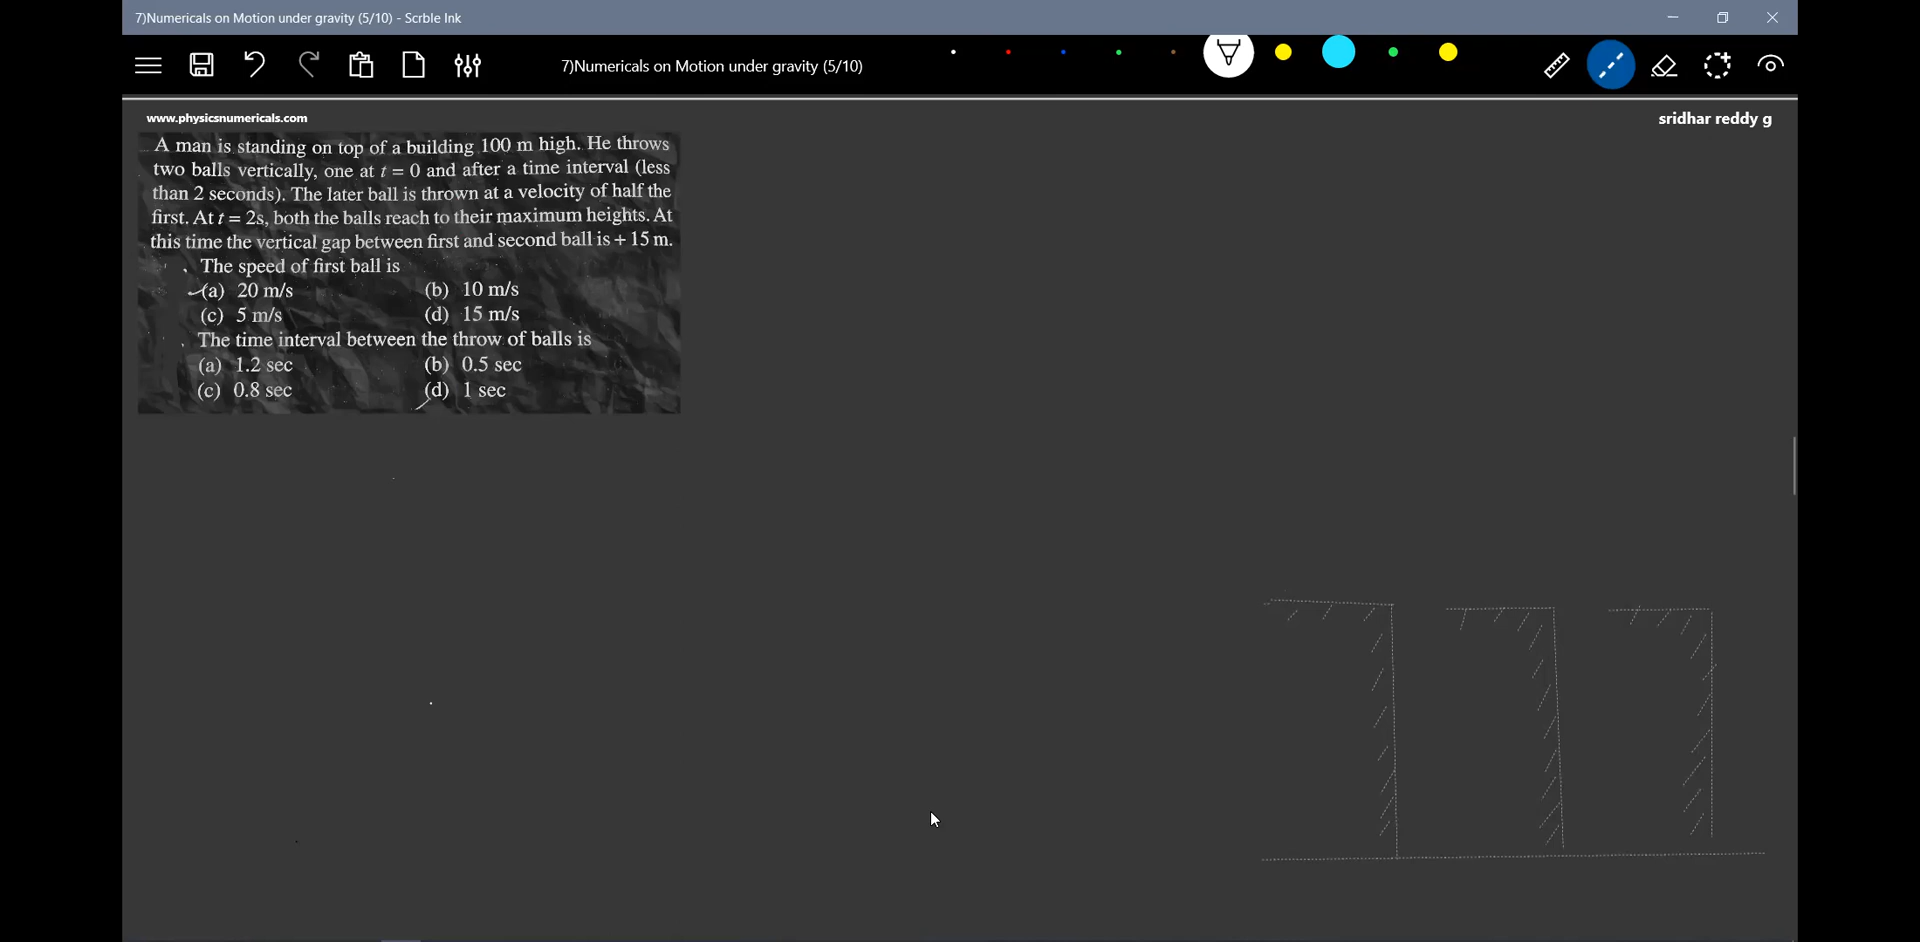 7)Numericals on Motion under gravity (5/10) - Scrble Ink
7)Numericals on Motion under gravity (5/10)
www.physicsnumericals.com
sridhar reddy g
A man is standing on top of a building 100 m high. He throws
two balls vertically, one at t = 0 and after a time interval (less
than 2 seconds). The later ball is thrown at a velocity of half the
first. At t = 2s, both the balls reach to their maximum heights. At
this time the vertical gap between first and second ball is + 15 m.
The speed of first ball is
(a) 20 m/s (b) 10 m/s
(c) 5 m/s (d) 15 m/s
The time interval between the throw of balls is
(a) 1.2 sec (b) 0.5 sec
(c) 0.8 sec (d) 1 sec